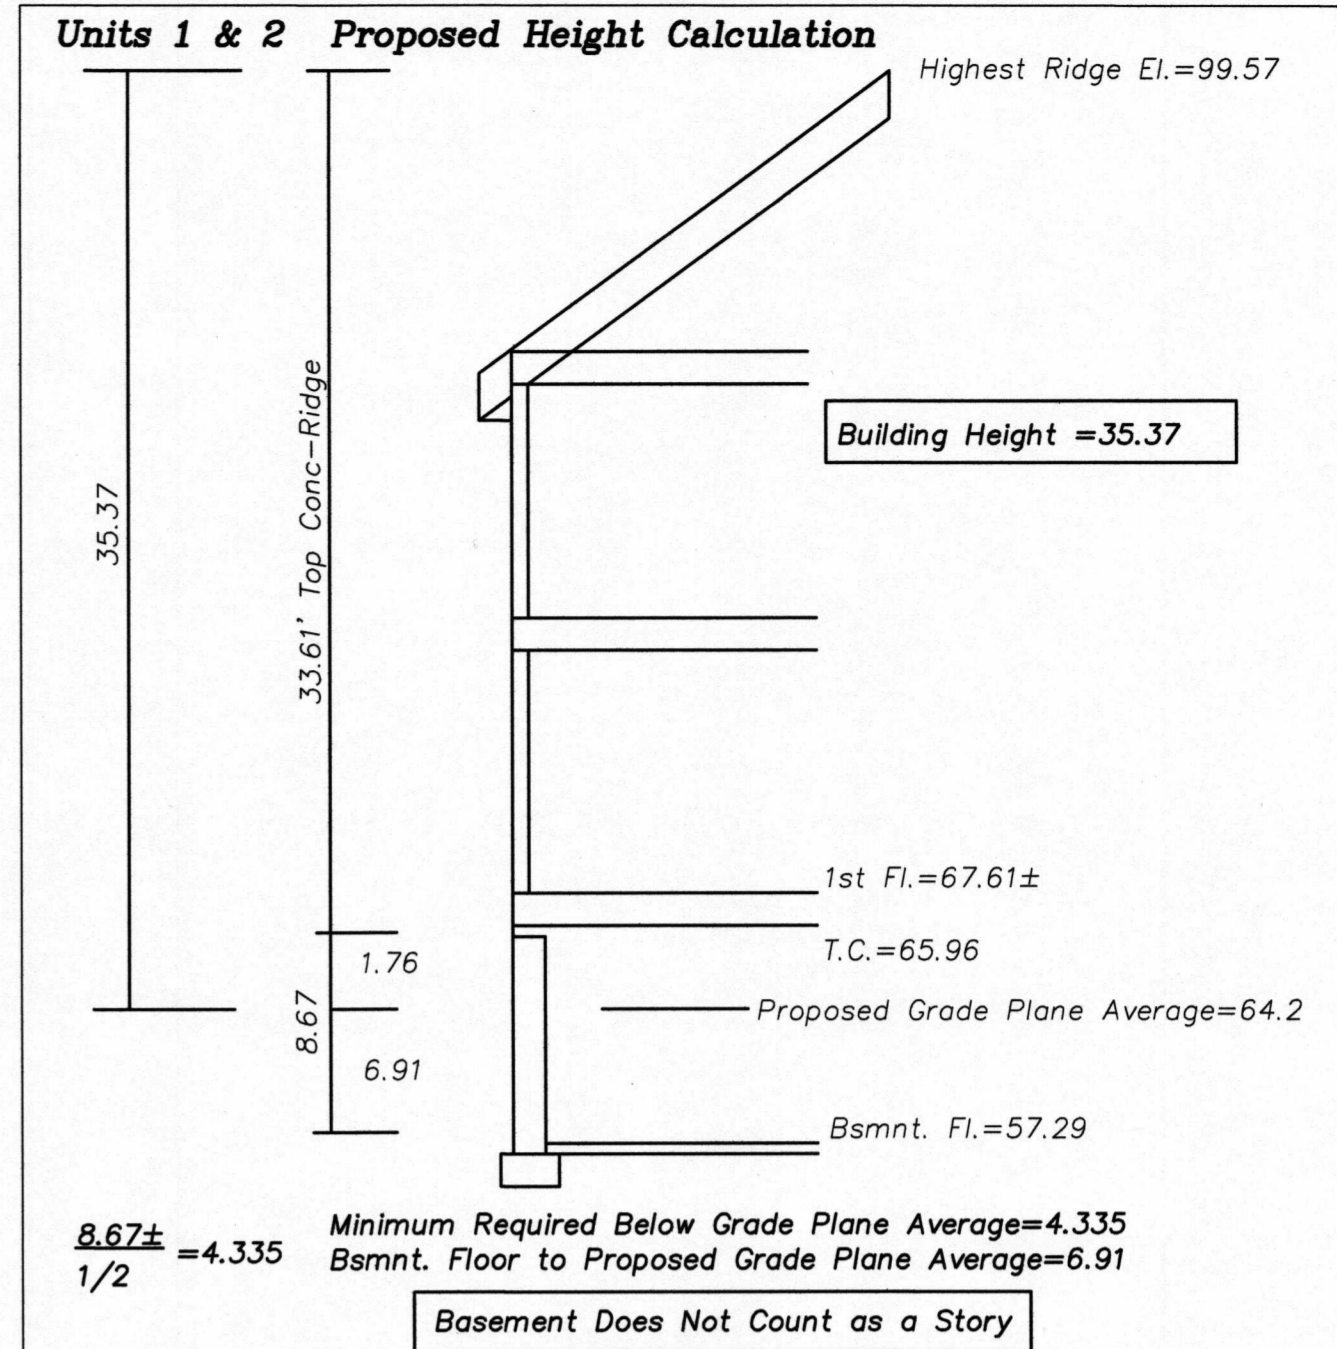 Units 1 & 2 Proposed Height Calculation
Highest Ridge El.=99.57
35.37
33.61' Top Conc-Ridge
Building Height =35.37
1st Fl.=67.61±
T.C.=65.96
1.76
Proposed Grade Plane Average=64.2
8.67
6.91
Bsmnt. Fl.=57.29
8.67±
1/2
=4.335
Minimum Required Below Grade Plane Average=4.335
Bsmnt. Floor to Proposed Grade Plane Average=6.91
Basement Does Not Count as a Story